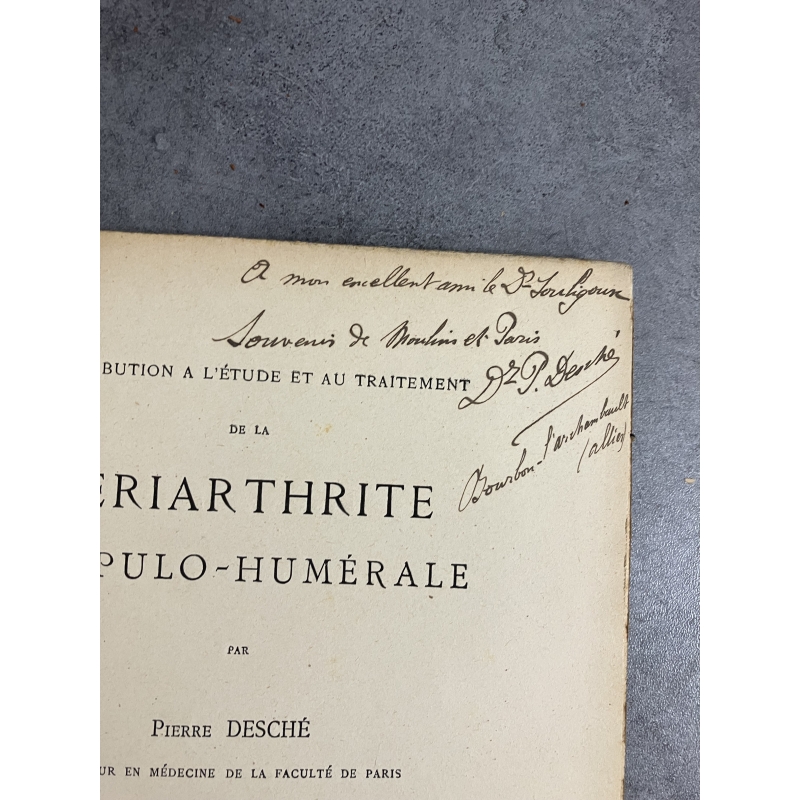 A mon excellent ami le Dr Souligoux
Souvenir de Moulins et Paris
Dr P. Desché
Bourbon-l'archambault
(allier)
BUTION A L'ÉTUDE ET AU TRAITEMENT
DE LA
ERIARTHRITE
PULO-HUMÉRALE
PAR
PIERRE DESCHÉ
UR EN MÉDECINE DE LA FACULTÉ DE PARIS